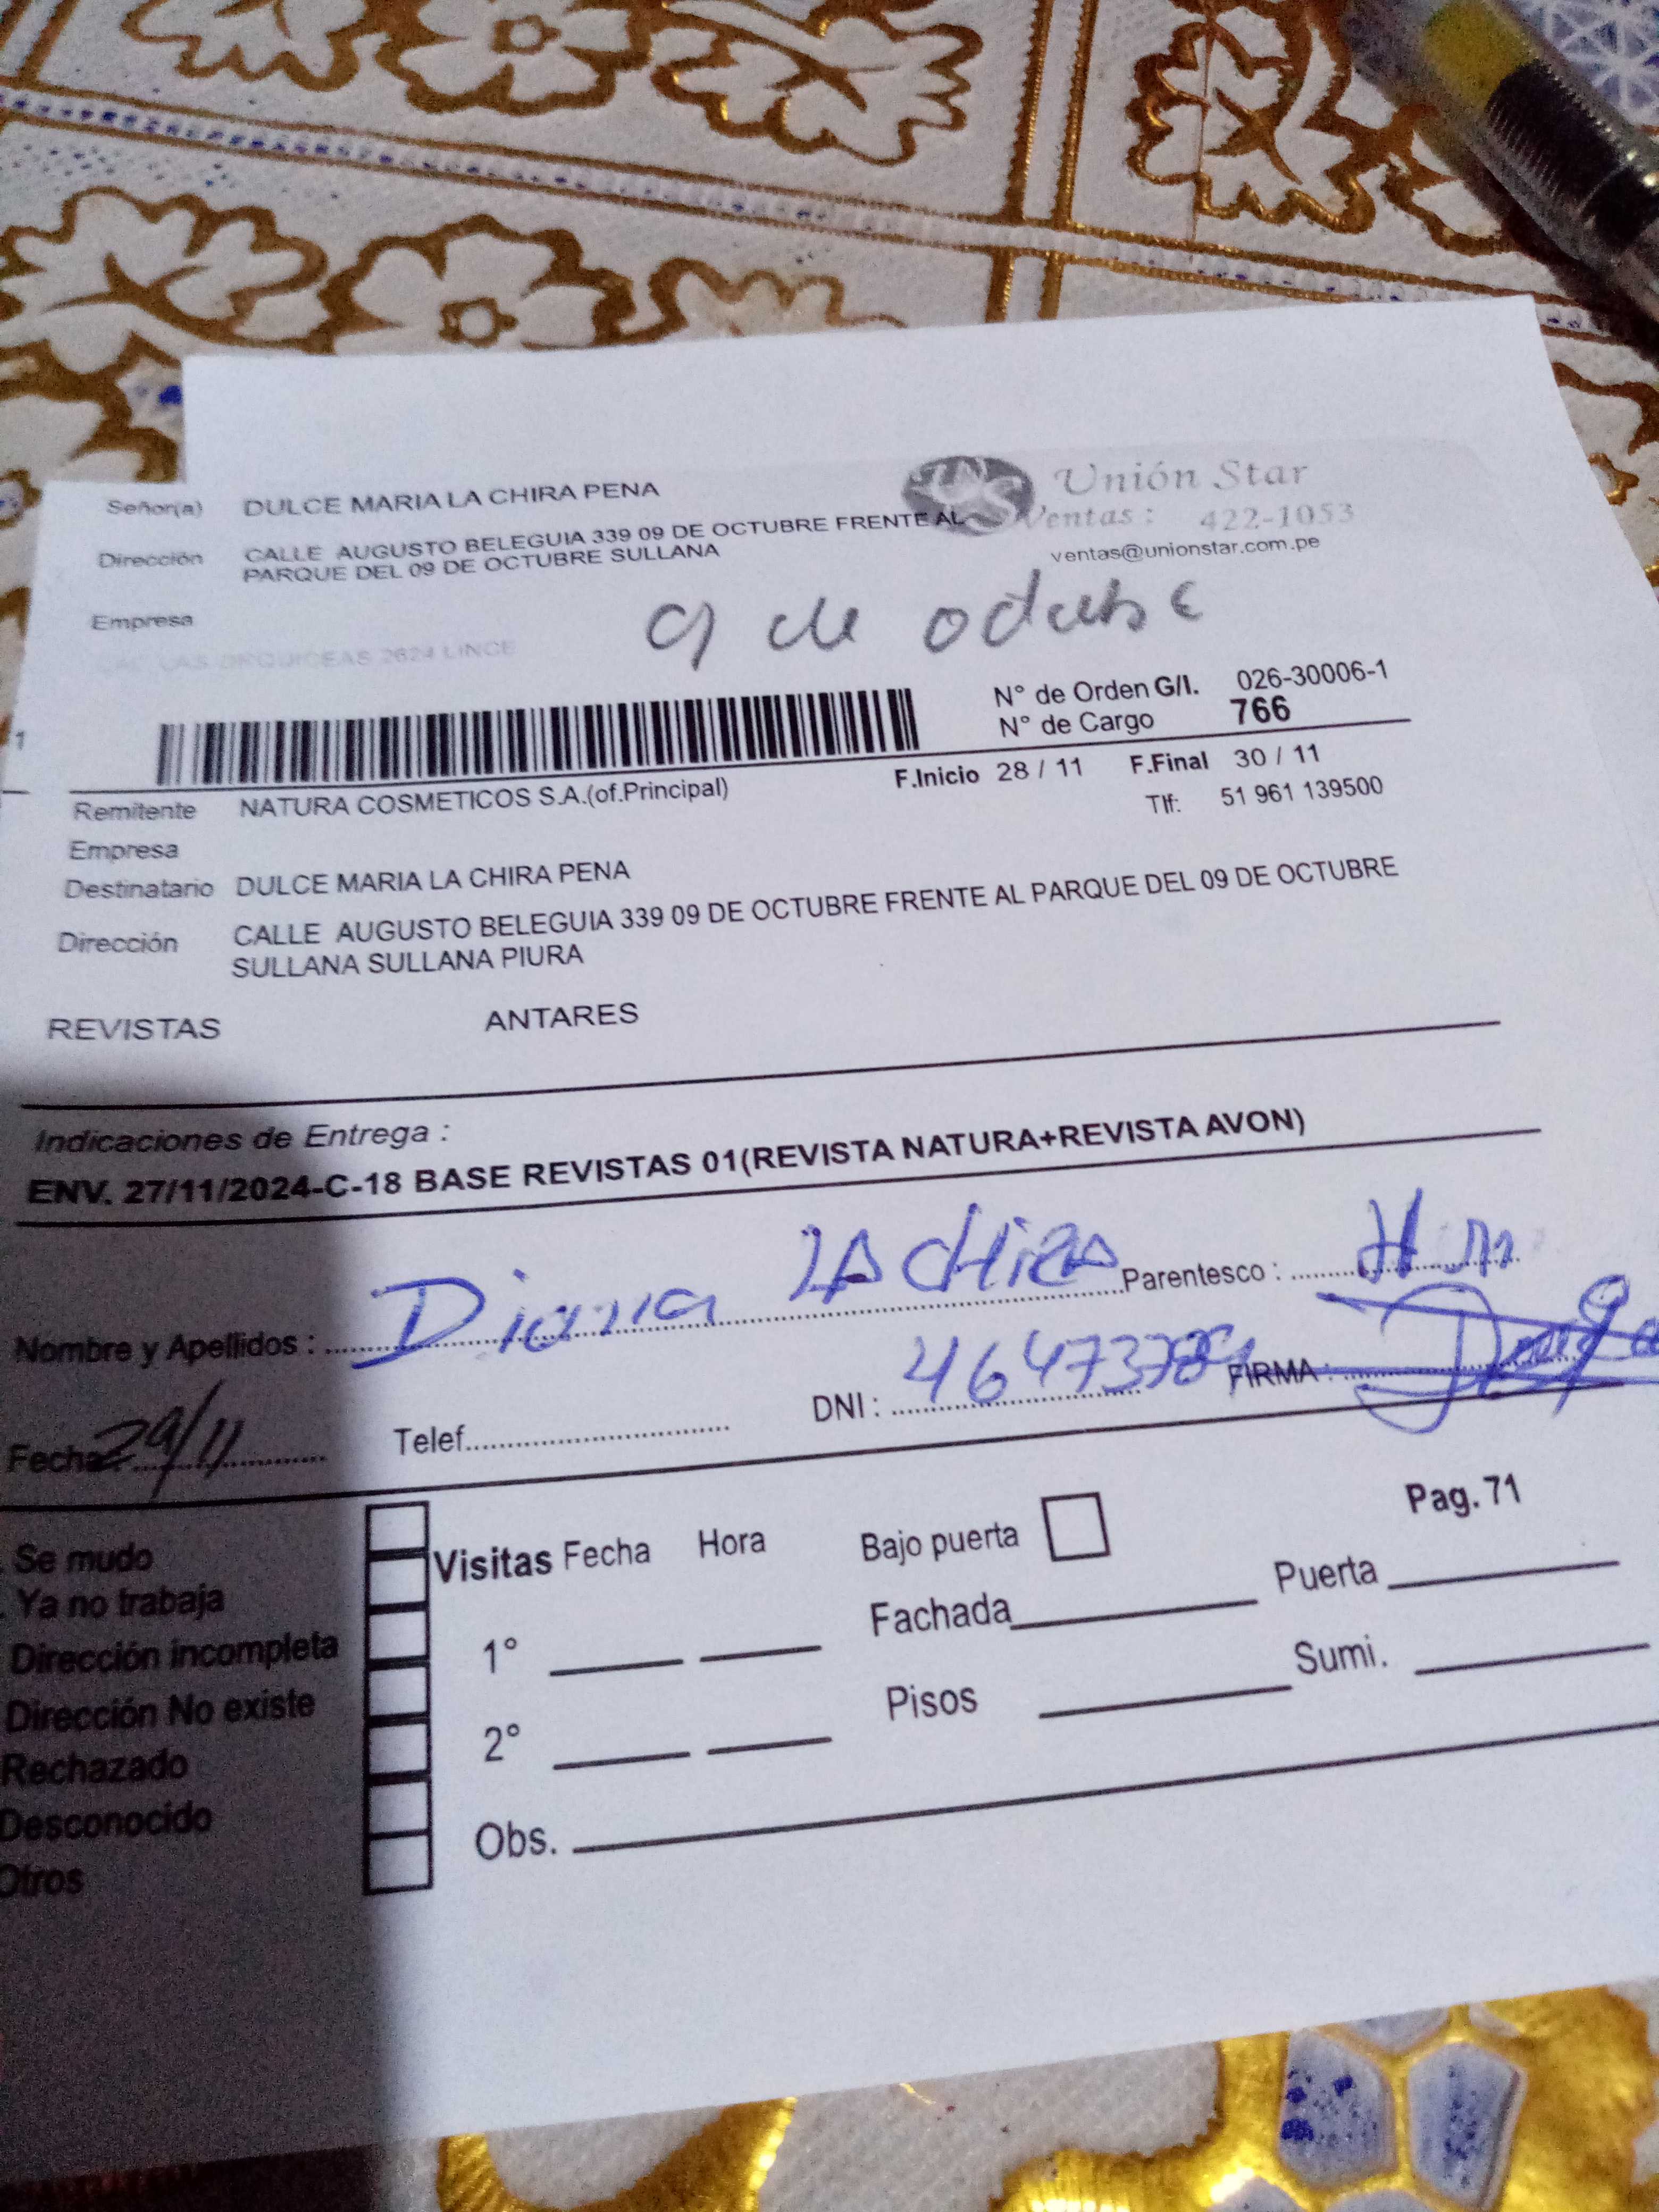 Señor(a) DULCE MARIA LA CHIRA PENA
Unión Star
Ventas : 422-1053
ventas@unionstar.com.pe
Dirección CALLE AUGUSTO BELEGUIA 339 09 DE OCTUBRE FRENTE AL
PARQUE DEL 09 DE OCTUBRE SULLANA
Empresa
2624 LINCE
9 de octubre
N° de Orden G/I. 026-30006-1
N° de Cargo 766
F.Inicio 28 / 11 F.Final 30 / 11
Remitente NATURA COSMETICOS S.A.(of.Principal) Tlf: 51 961 139500
Empresa
Destinatario DULCE MARIA LA CHIRA PENA
Dirección CALLE AUGUSTO BELEGUIA 339 09 DE OCTUBRE FRENTE AL PARQUE DEL 09 DE OCTUBRE
SULLANA SULLANA PIURA
REVISTAS ANTARES
Indicaciones de Entrega :
ENV. 27/11/2024-C-18 BASE REVISTAS 01(REVISTA NATURA+REVISTA AVON)
Nombre y Apellidos : Diana LA CHIRA Parentesco :
Fecha : 29/11 Telef. DNI : FIRMA :
Pag. 71
Se mudo
Ya no trabaja
Dirección incompleta
Dirección No existe
Rechazado
Desconocido
Otros
Visitas Fecha Hora
1°
2°
Obs.
Bajo puerta
Fachada Puerta
Pisos Sumi.